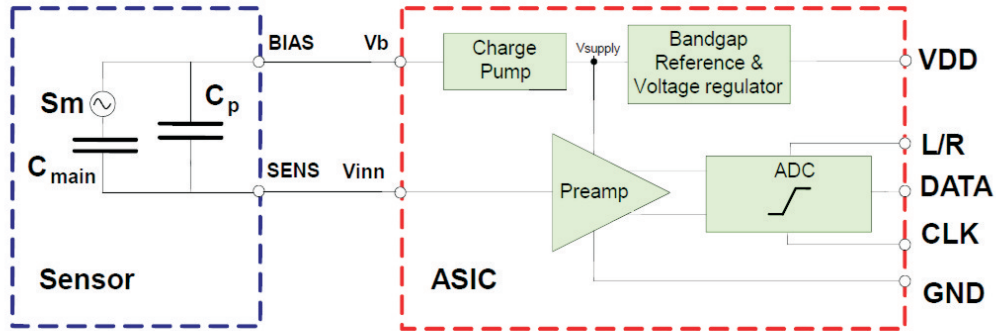 BIAS
Vb
Charge
Pump
Vsupply
Bandgap
Reference &
Voltage regulator
VDD
Sm
Cp
Cmain
SENS
Vinn
Preamp
ADC
L/R
DATA
CLK
GND
Sensor
ASIC